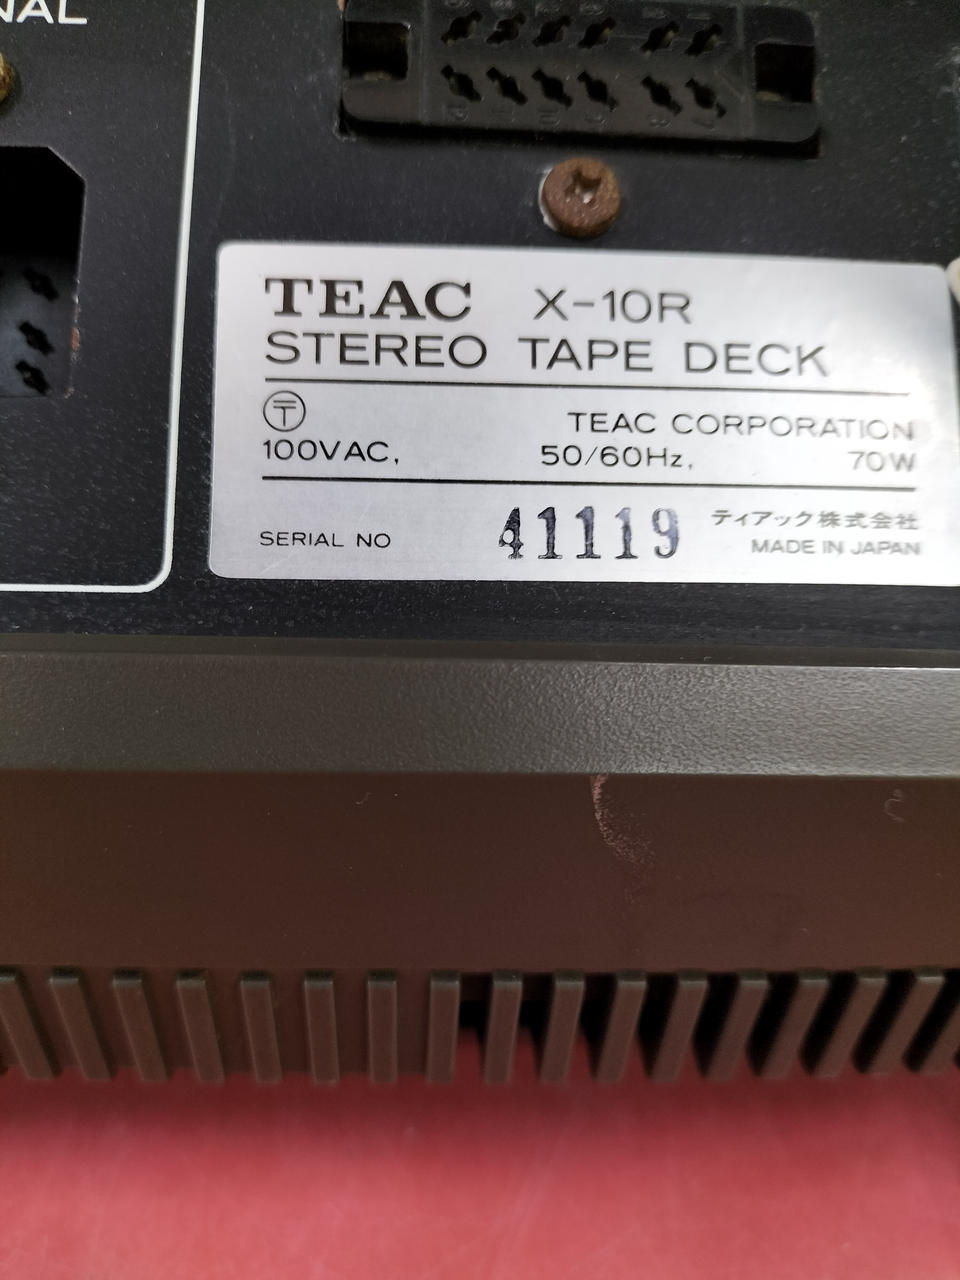 NAL
TEAC X-10R
STEREO TAPE DECK
〒
TEAC CORPORATION
100VAC, 50/60Hz, 70W
ティアック株式会社
SERIAL NO 41119
MADE IN JAPAN